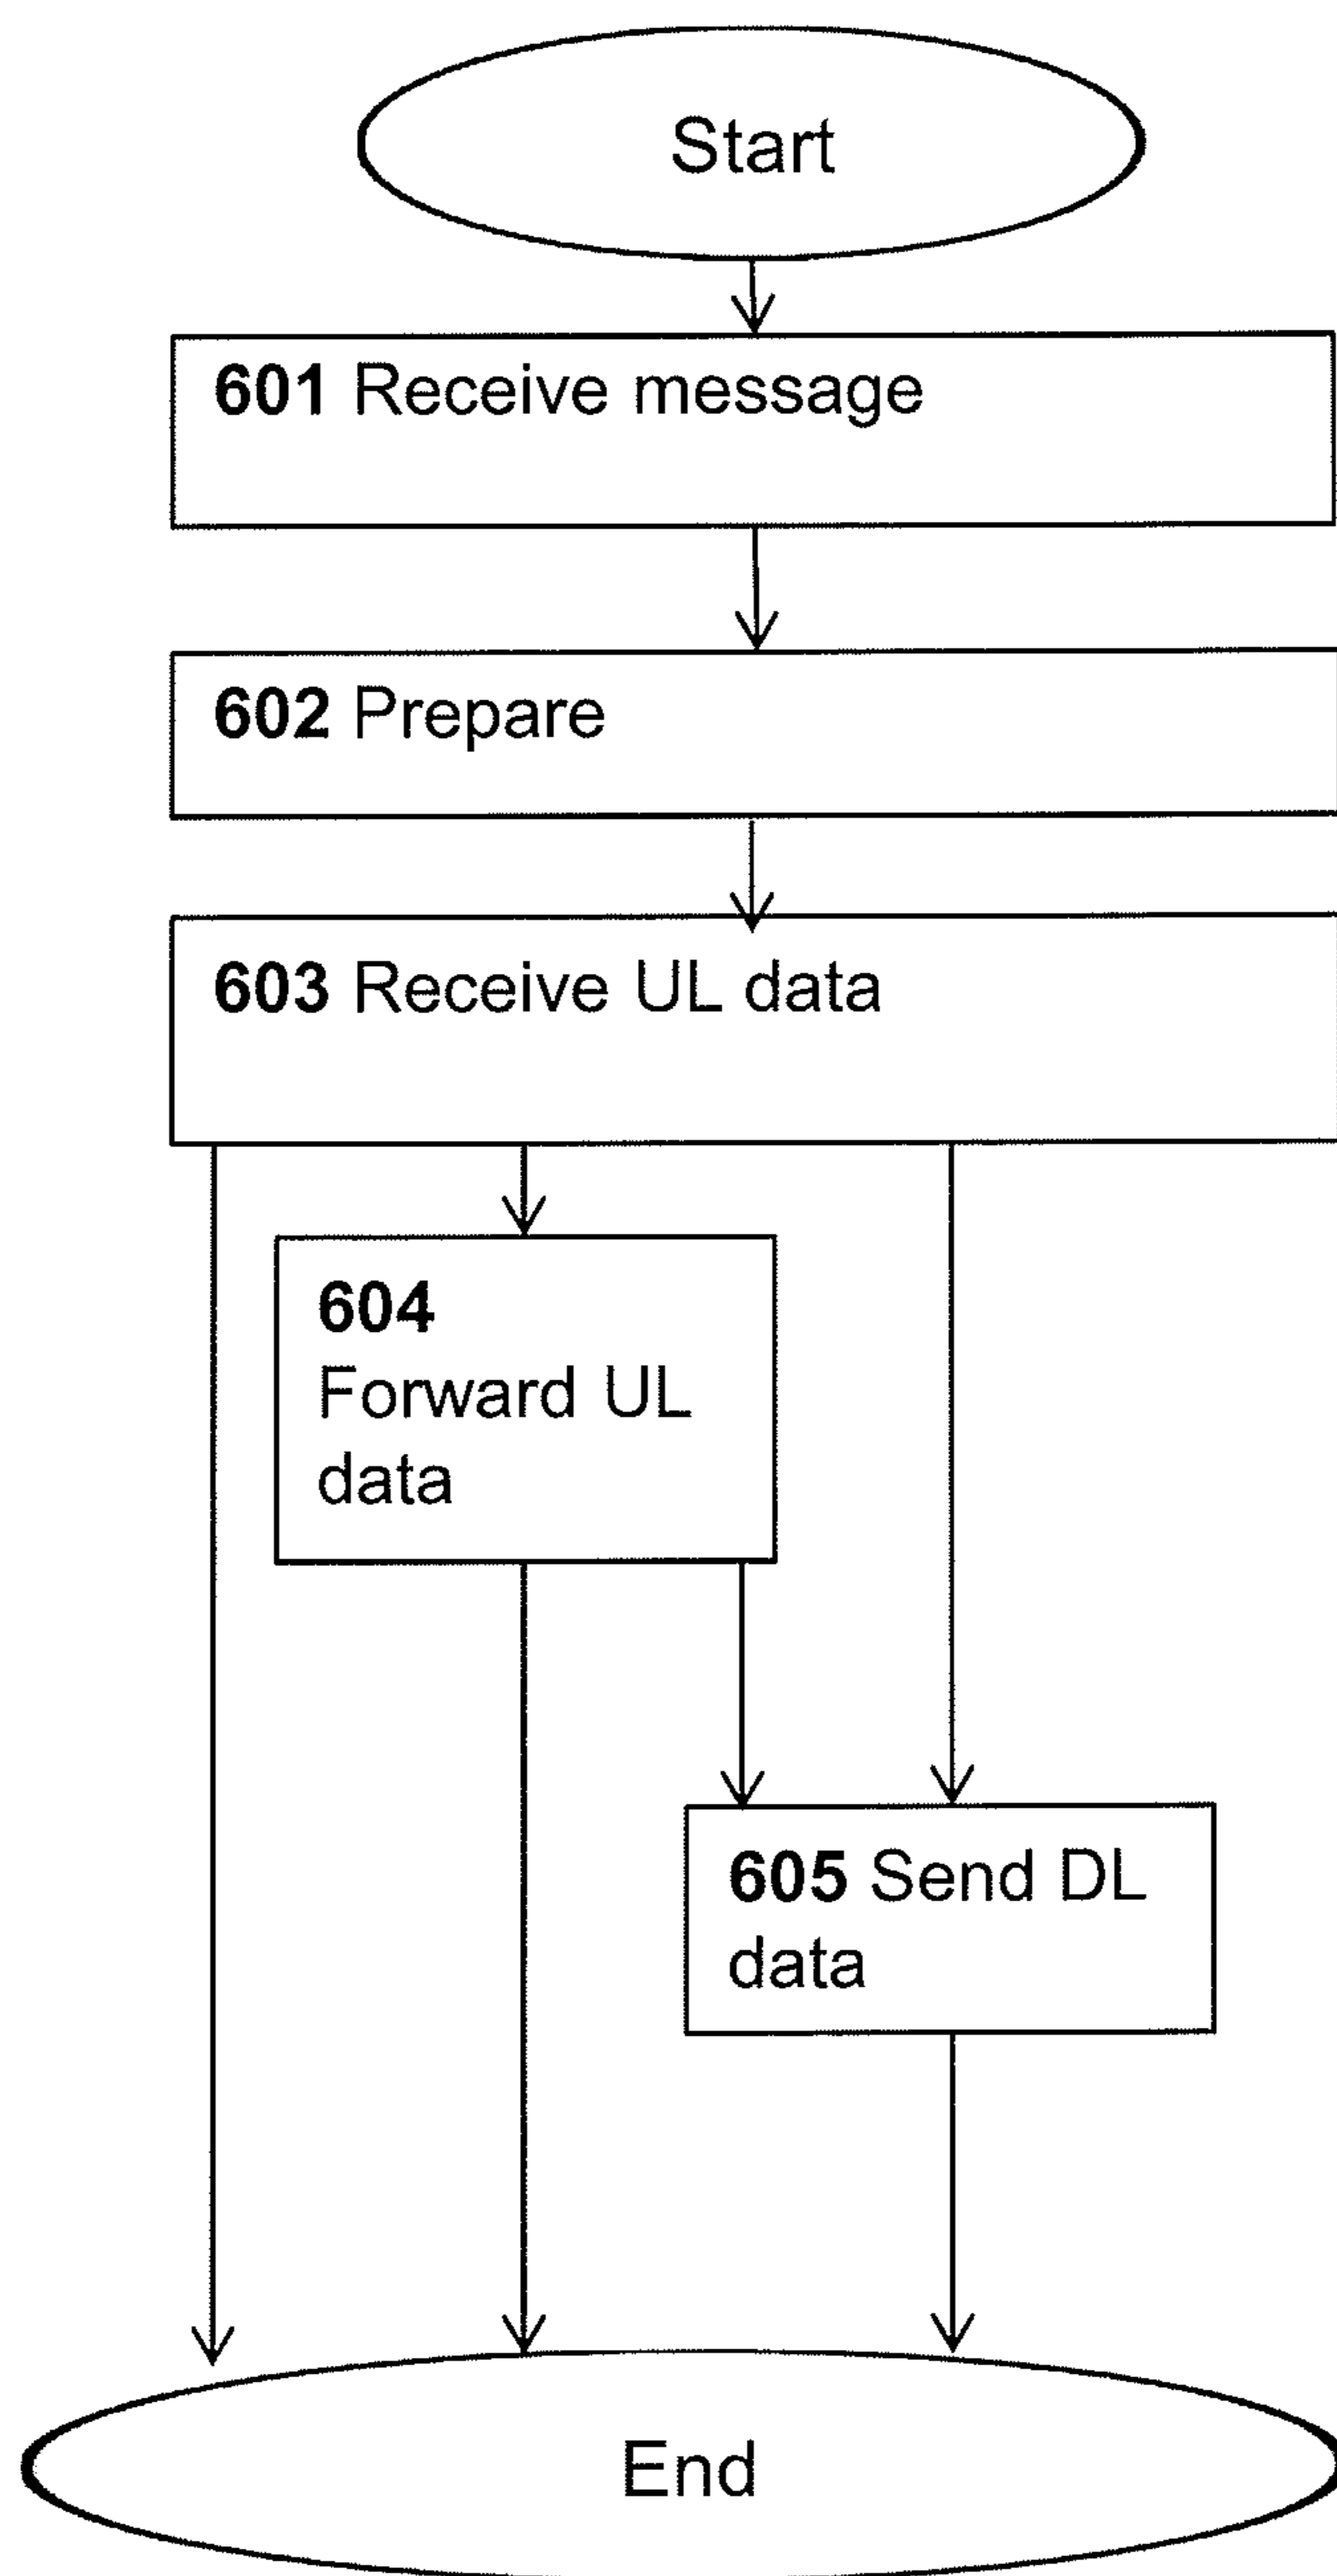 Start
601 Receive message
602 Prepare
603 Receive UL data
604
Forward UL
data
605 Send DL
data
End